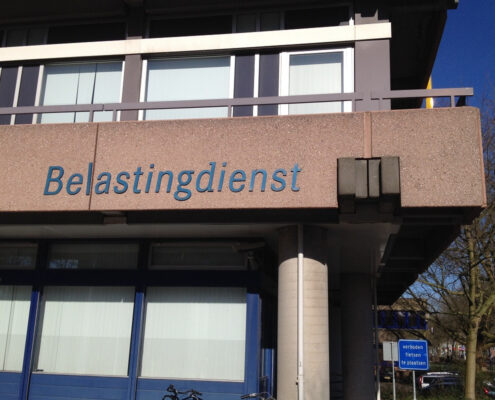 Belastingdienst
verboden
fietsen
te plaatsen